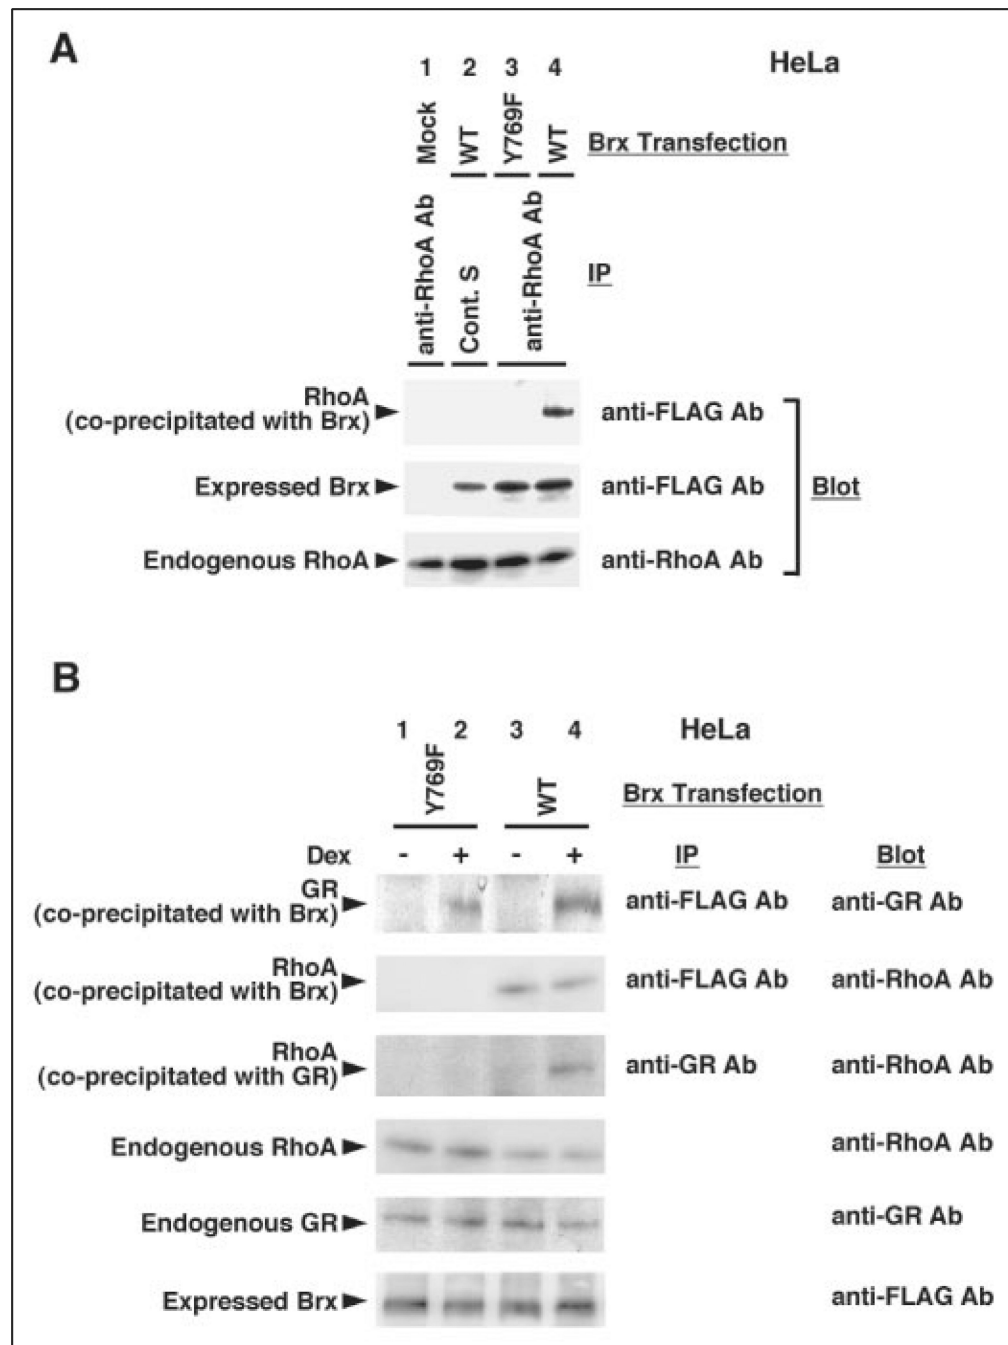 A
1 2 3 4 HeLa
Mock WT Y769F WT Brx Transfection
anti-RhoA Ab Cont. S anti-RhoA Ab IP
RhoA
(co-precipitated with Brx) anti-FLAG Ab
Expressed Brx anti-FLAG Ab Blot
Endogenous RhoA anti-RhoA Ab
B
1 2 3 4 HeLa
Y769F WT Brx Transfection
Dex - + - + IP Blot
GR
(co-precipitated with Brx) anti-FLAG Ab anti-GR Ab
RhoA
(co-precipitated with Brx) anti-FLAG Ab anti-RhoA Ab
RhoA
(co-precipitated with GR) anti-GR Ab anti-RhoA Ab
Endogenous RhoA anti-RhoA Ab
Endogenous GR anti-GR Ab
Expressed Brx anti-FLAG Ab